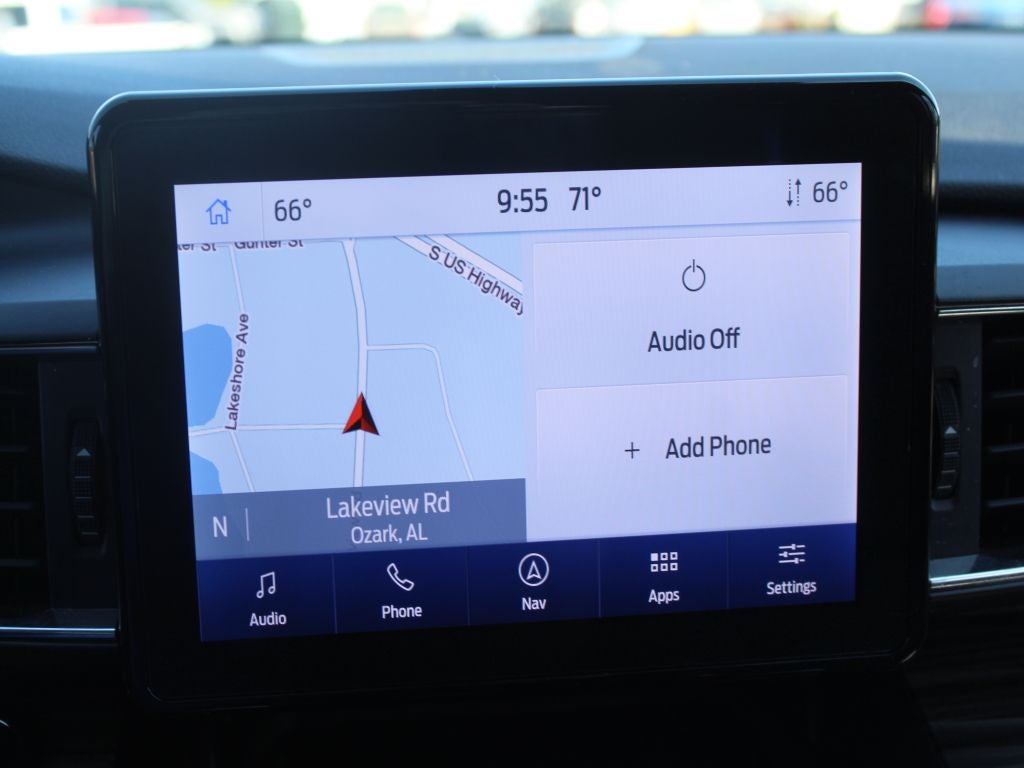 66° 9:55 71° 66°
Gunter St
S US Highway
Lakeshore Ave
Audio Off
+ Add Phone
N
Lakeview Rd
Ozark, AL
Audio Phone Nav Apps Settings